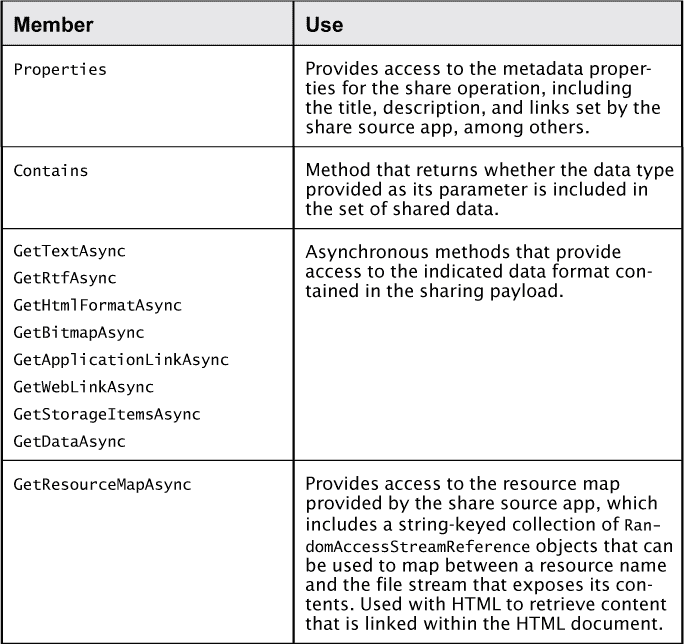 Member
Use
Properties
Provides access to the metadata proper-
ties for the share operation, including
the title, description, and links set by the
share source app, among others.
Contains
Method that returns whether the data type
provided as its parameter is included in
the set of shared data.
GetTextAsync
GetRtfAsync
GetHtmlFormatAsync
GetBitmapAsync
GetApplicationLinkAsync
GetWebLinkAsync
GetStorageItemsAsync
GetDataAsync
Asynchronous methods that provide
access to the indicated data format con-
tained in the sharing payload.
GetResourceMapAsync
Provides access to the resource map
provided by the share source app, which
includes a string-keyed collection of Ran-
domAccessStreamReference objects that can
be used to map between a resource name
and the file stream that exposes its con-
tents. Used with HTML to retrieve content
that is linked within the HTML document.